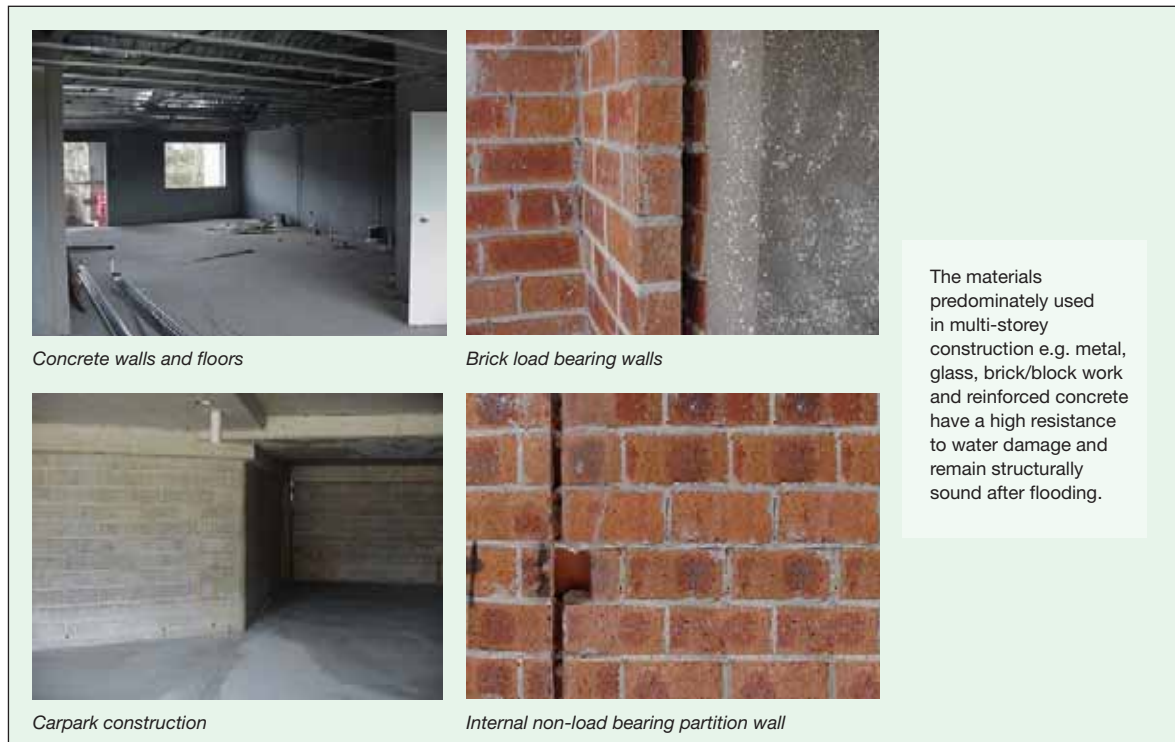 Concrete walls and floors
Brick load bearing walls
The materials
predominately used
in multi-storey
construction e.g. metal,
glass, brick/block work
and reinforced concrete
have a high resistance
to water damage and
remain structurally
sound after flooding.
Carpark construction
Internal non-load bearing partition wall